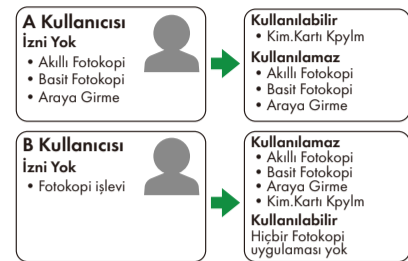 A Kullanıcısı
İzni Yok
• Akıllı Fotokopi
• Basit Fotokopi
• Araya Girme
Kullanılabilir
• Kim.Kartı Kpylm
Kullanılamaz
• Akıllı Fotokopi
• Basit Fotokopi
• Araya Girme
B Kullanıcısı
İzni Yok
• Fotokopi işlevi
Kullanılamaz
• Akıllı Fotokopi
• Basit Fotokopi
• Araya Girme
• Kim.Kartı Kpylm
Kullanılabilir
Hiçbir Fotokopi
uygulaması yok